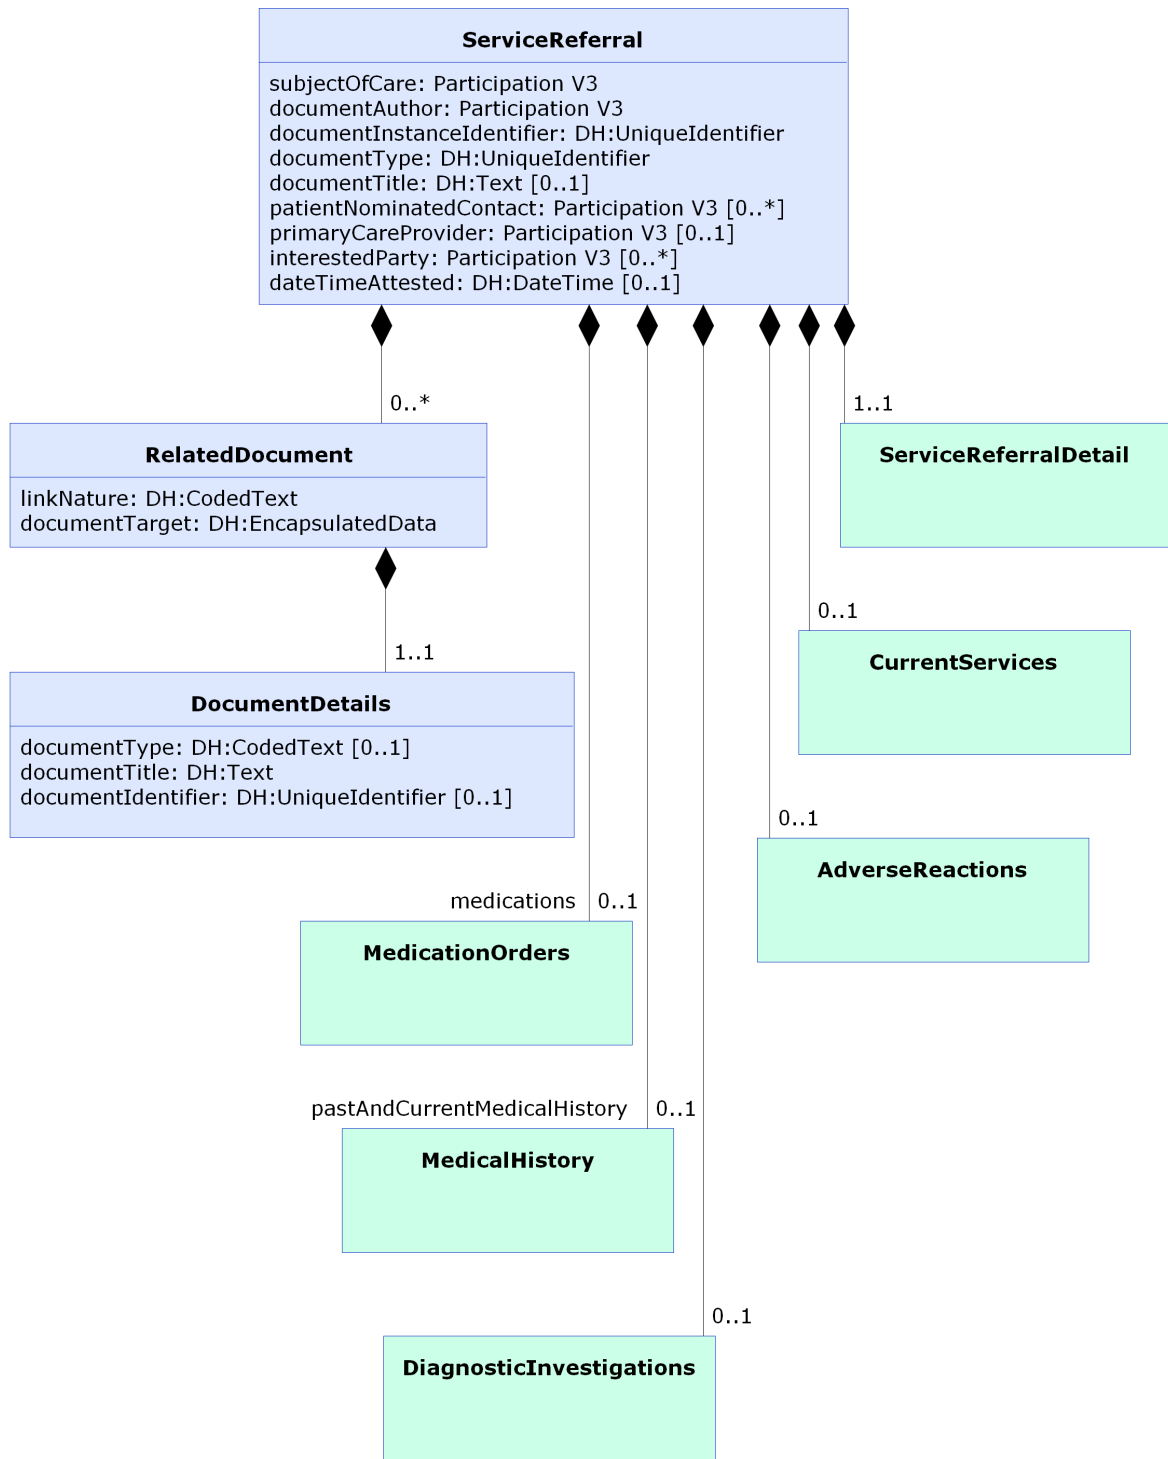 ServiceReferral
subjectOfCare: Participation V3
documentAuthor: Participation V3
documentInstanceIdentifier: DH:UniqueIdentifier
documentType: DH:UniqueIdentifier
documentTitle: DH:Text [0..1]
patientNominatedContact: Participation V3 [0..*]
primaryCareProvider: Participation V3 [0..1]
interestedParty: Participation V3 [0..*]
dateTimeAttested: DH:DateTime [0..1]
0..*
1..1
RelatedDocument
linkNature: DH:CodedText
documentTarget: DH:EncapsulatedData
ServiceReferralDetail
0..1
CurrentServices
1..1
DocumentDetails
documentType: DH:CodedText [0..1]
documentTitle: DH:Text
documentIdentifier: DH:UniqueIdentifier [0..1]
0..1
AdverseReactions
medications 0..1
MedicationOrders
pastAndCurrentMedicalHistory 0..1
MedicalHistory
0..1
DiagnosticInvestigations